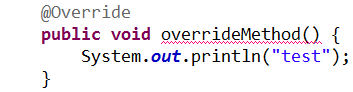 @Override
public void overrideMethod() {
    System.out.println("test");
}